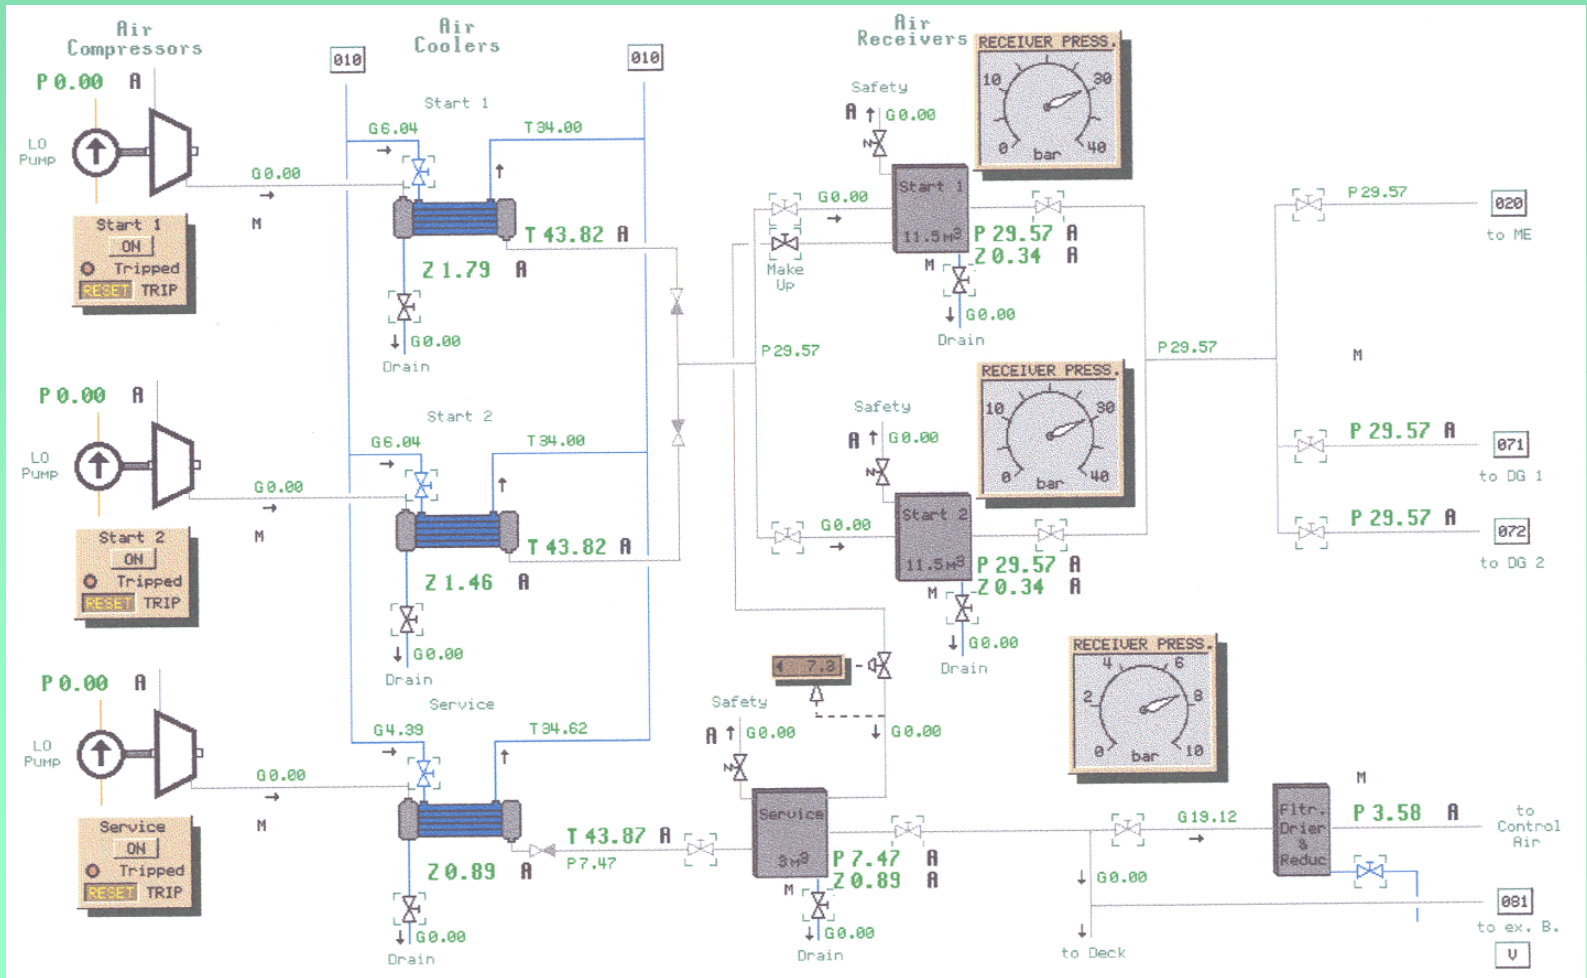 Air
Compressors
Air
Coolers
Air
Receivers
010
010
P 0.00 A
LO
Pump
G0.00
M
Start 1
ON
Tripped
RESET TRIP
Start 1
G6.04
T34.00
T 43.82 A
Z 1.79 A
G0.00
Drain
P 0.00 A
LO
Pump
G0.00
M
Start 2
ON
Tripped
RESET TRIP
Start 2
G6.04
T34.00
T 43.82 A
Z 1.46 A
G0.00
Drain
P 0.00 A
LO
Pump
G0.00
M
Service
ON
Tripped
RESET TRIP
Service
G4.39
T34.62
T 43.87 A
P7.47
Z 0.89 A
G0.00
Drain
P29.57
Safety
A G0.00
N
G0.00
Make
Up
Start 1
11.5M3
M
P 29.57 A
Z 0.34 A
G0.00
Drain
RECEIVER PRESS.
10 30
0 40
bar
Safety
A G0.00
N
G0.00
Start 2
11.5M3
M
P 29.57 A
Z 0.34 A
G0.00
Drain
RECEIVER PRESS.
10 30
0 40
bar
7.3
G0.00
Safety
A G0.00
N
Service
3M3
M
P 7.47 A
Z 0.89 A
G0.00
Drain
RECEIVER PRESS.
4 6
2 8
0 10
bar
P29.57
P29.57
020
to ME
M
P 29.57 A
071
to DG 1
P 29.57 A
072
to DG 2
G19.12
Fltr.
Drier
&
Reduc
M
P 3.58 A
to
Control
Air
G0.00
to Deck
081
to ex. B.
V